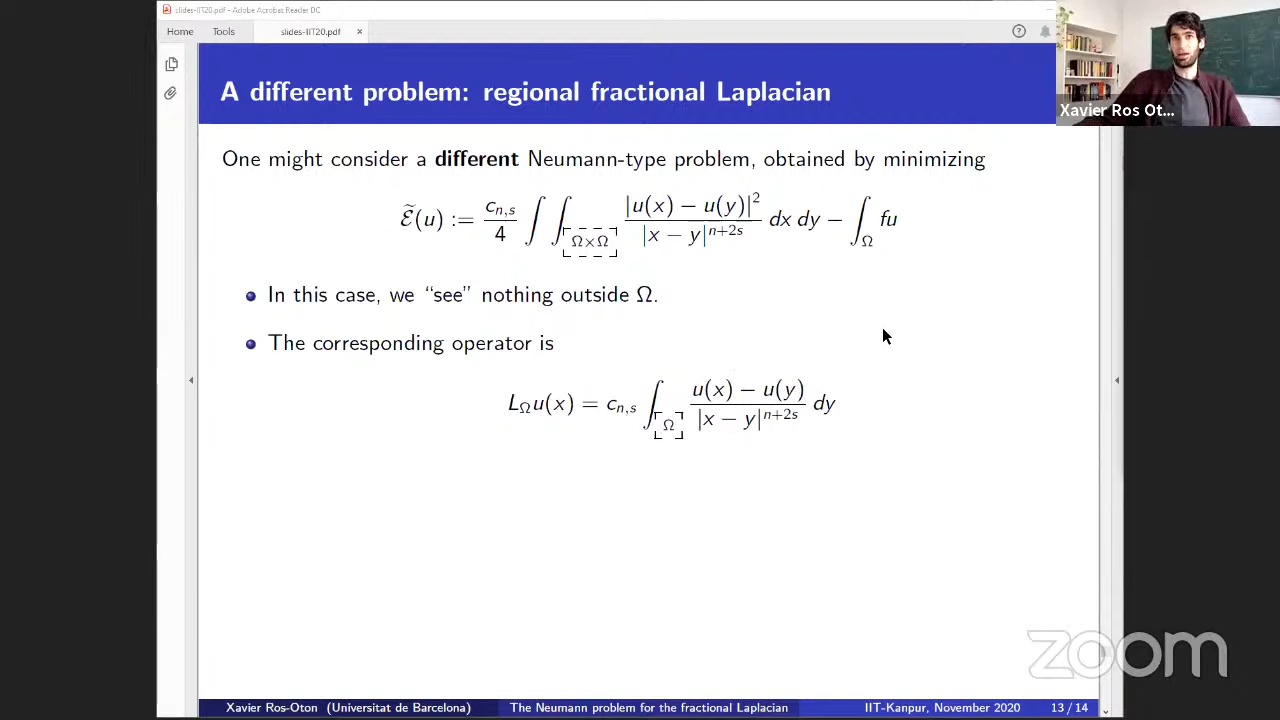 slides-IIT20.pdf - Adobe Acrobat Reader DC
Home Tools slides-IIT20.pdf ×
A different problem: regional fractional Laplacian
Xavier Ros Ot...
One might consider a different Neumann-type problem, obtained by minimizing
Ẽ(u) := c_{n,s}/4 ∫∫_{Ω×Ω} |u(x) − u(y)|²/|x − y|^{n+2s} dx dy − ∫_Ω fu
In this case, we “see” nothing outside Ω.
The corresponding operator is
L_Ω u(x) = c_{n,s} ∫_Ω (u(x) − u(y))/|x − y|^{n+2s} dy
zoom
Xavier Ros-Oton (Universitat de Barcelona) The Neumann problem for the fractional Laplacian IIT-Kanpur, November 2020 13 / 14